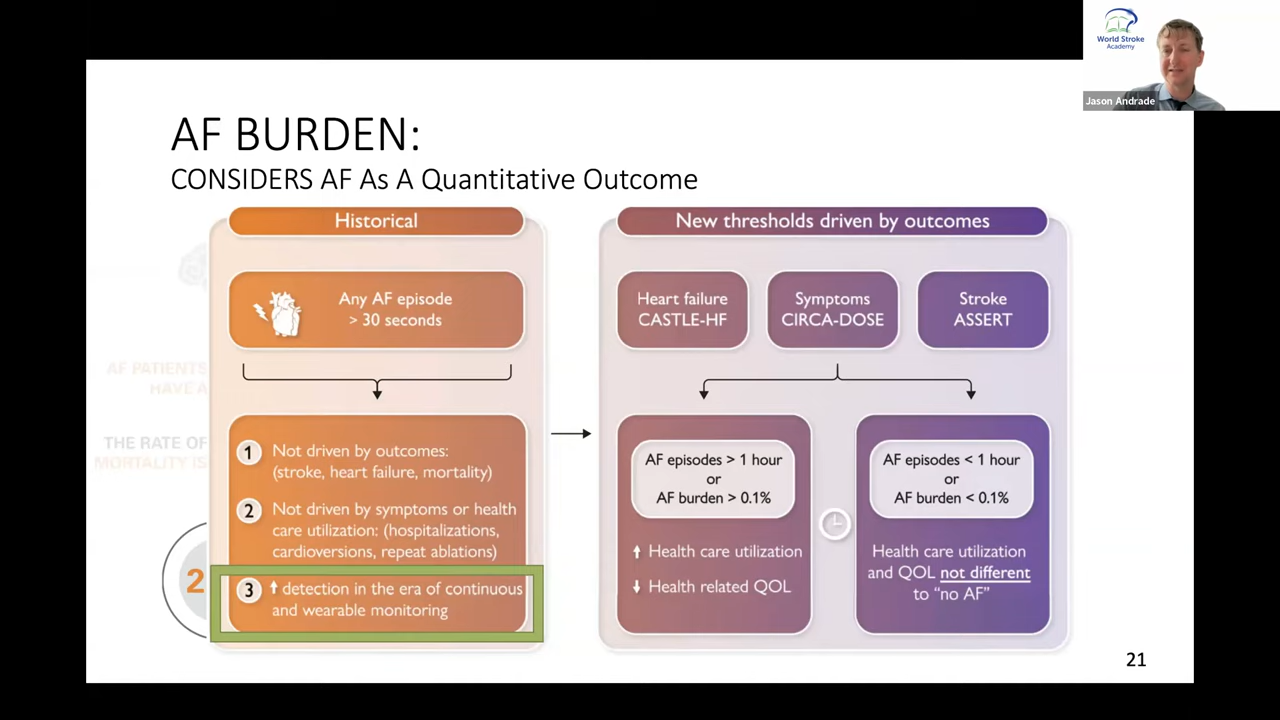 World Stroke
Academy
Jason Andrade
AF BURDEN:
CONSIDERS AF As A Quantitative Outcome
Historical
Any AF episode
> 30 seconds
1 Not driven by outcomes:
(stroke, heart failure, mortality)
2 Not driven by symptoms or health
care utilization: (hospitalizations,
cardioversions, repeat ablations)
3 ↑ detection in the era of continuous
and wearable monitoring
New thresholds driven by outcomes
Heart failure
CASTLE-HF
Symptoms
CIRCA-DOSE
Stroke
ASSERT
AF episodes > 1 hour
or
AF burden > 0.1%
↑ Health care utilization
↓ Health related QOL
AF episodes < 1 hour
or
AF burden < 0.1%
Health care utilization
and QOL not different
to “no AF”
AF PATIENTS
HAVE A
THE RATE OF
MORTALITY IS
2
21